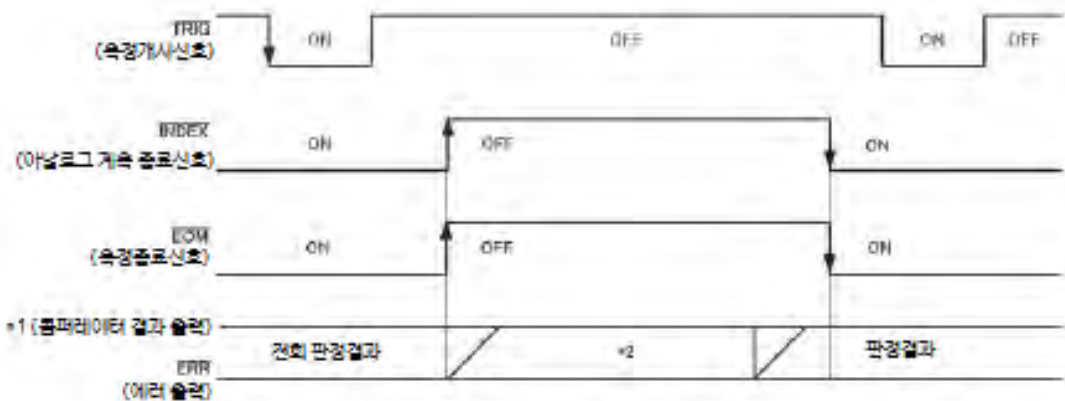 TRIG ON OFF ON OFF
(측정개시신호)
INDEX ON OFF ON
(아날로그 계측 종료신호)
EOM ON OFF ON
(측정종료신호)
*1 (콤퍼레이터 결과 출력)
전회 판정결과 *2 판정결과
ERR
(에러 출력)